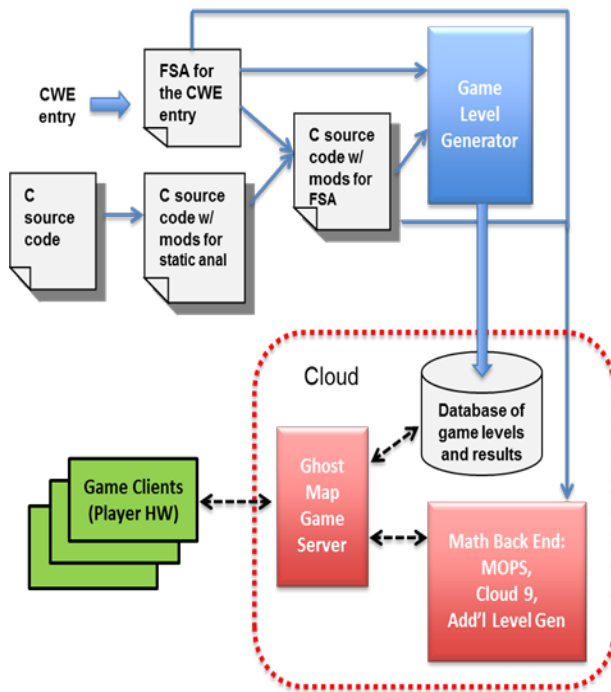 CWE
entry
FSA for
the CWE
entry
Game
Level
Generator
C
source
code
C source
code w/
mods for
static anal
C source
code w/
mods for
FSA
Cloud
Database of
game levels
and results
Ghost
Map
Game
Server
Game Clients
(Player HW)
Math Back End:
MOPS,
Cloud 9,
Add'l Level Gen